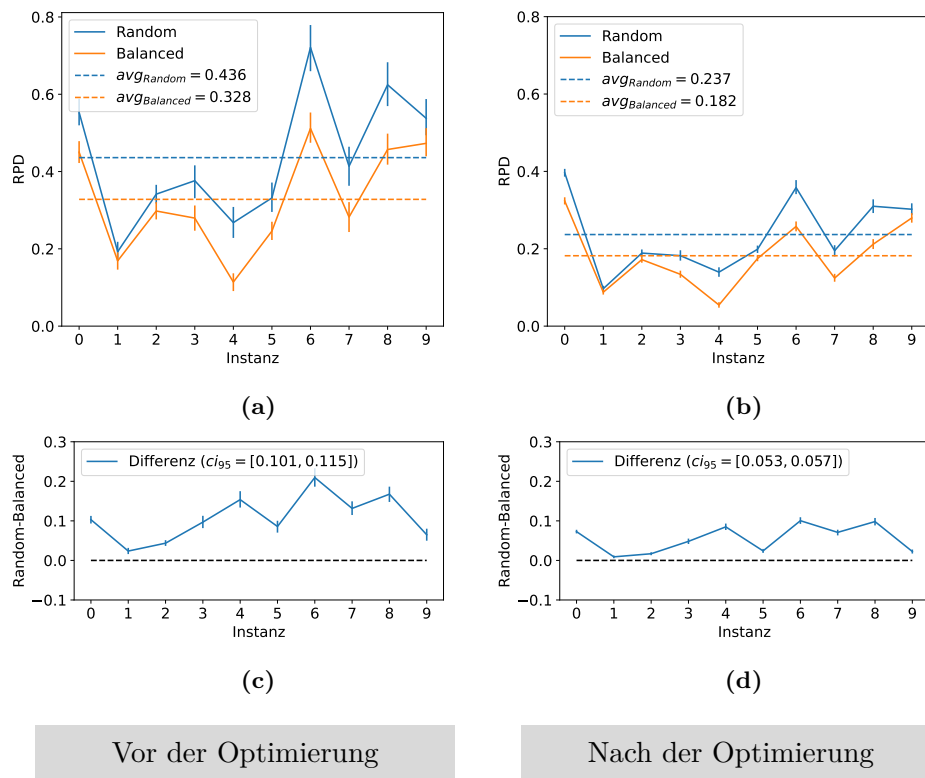 0.8
0.6
0.4
0.2
0.0
RPD
Random
Balanced
avg_Random = 0.436
avg_Balanced = 0.328
0 1 2 3 4 5 6 7 8 9
Instanz
(a)
0.8
0.6
0.4
0.2
0.0
RPD
Random
Balanced
avg_Random = 0.237
avg_Balanced = 0.182
0 1 2 3 4 5 6 7 8 9
Instanz
(b)
0.3
0.2
0.1
0.0
−0.1
Random-Balanced
Differenz (ci_95 = [0.101, 0.115])
0 1 2 3 4 5 6 7 8 9
Instanz
(c)
0.3
0.2
0.1
0.0
−0.1
Random-Balanced
Differenz (ci_95 = [0.053, 0.057])
0 1 2 3 4 5 6 7 8 9
Instanz
(d)
Vor der Optimierung
Nach der Optimierung